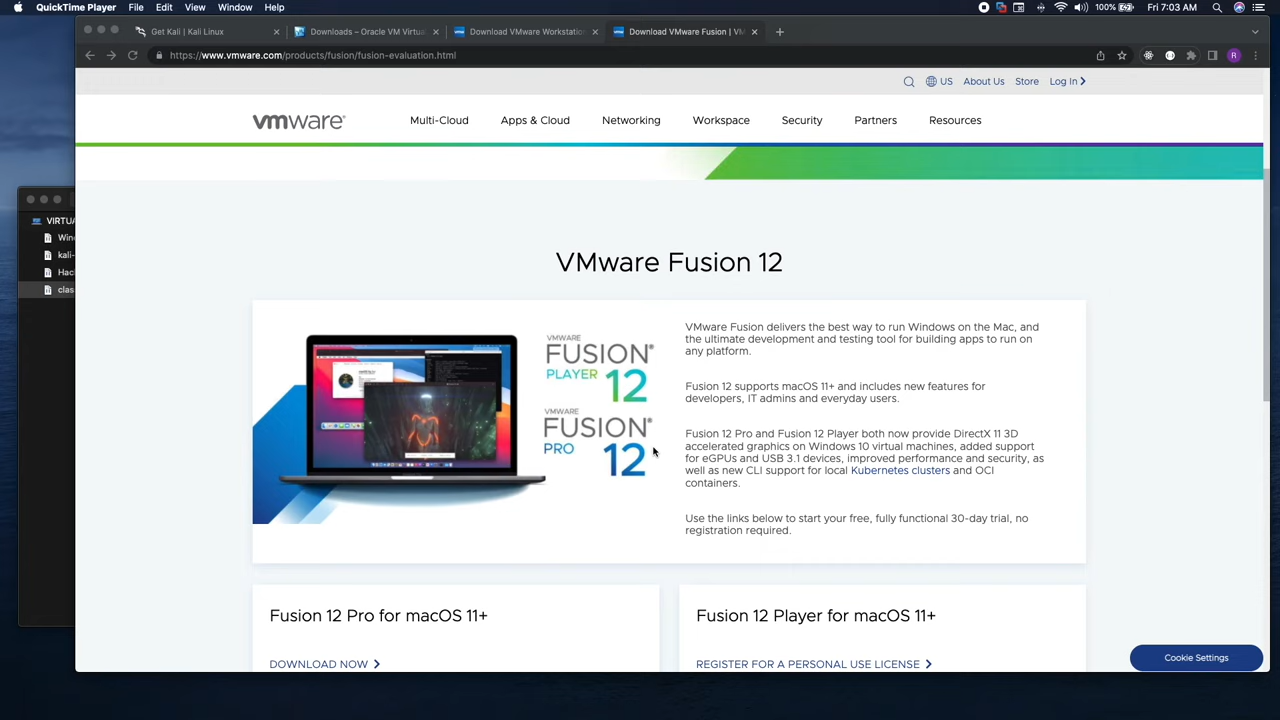 QuickTime Player File Edit View Window Help 100% Fri 7:03 AM
Get Kali | Kali Linux Downloads – Oracle VM Virtua Download VMware Workstation Download VMware Fusion | VM
https://www.vmware.com/products/fusion/fusion-evaluation.html R
US About Us Store Log In
vmware® Multi-Cloud Apps & Cloud Networking Workspace Security Partners Resources
VIRTUA
Win
kali-
Hac
clas
VMware Fusion 12
VMWARE
FUSION®
PLAYER 12
VMWARE
FUSION®
PRO 12
VMware Fusion delivers the best way to run Windows on the Mac, and
the ultimate development and testing tool for building apps to run on
any platform.
Fusion 12 supports macOS 11+ and includes new features for
developers, IT admins and everyday users.
Fusion 12 Pro and Fusion 12 Player both now provide DirectX 11 3D
accelerated graphics on Windows 10 virtual machines, added support
for eGPUs and USB 3.1 devices, improved performance and security, as
well as new CLI support for local Kubernetes clusters and OCI
containers.
Use the links below to start your free, fully functional 30-day trial, no
registration required.
Fusion 12 Pro for macOS 11+
DOWNLOAD NOW
Fusion 12 Player for macOS 11+
REGISTER FOR A PERSONAL USE LICENSE
Cookie Settings